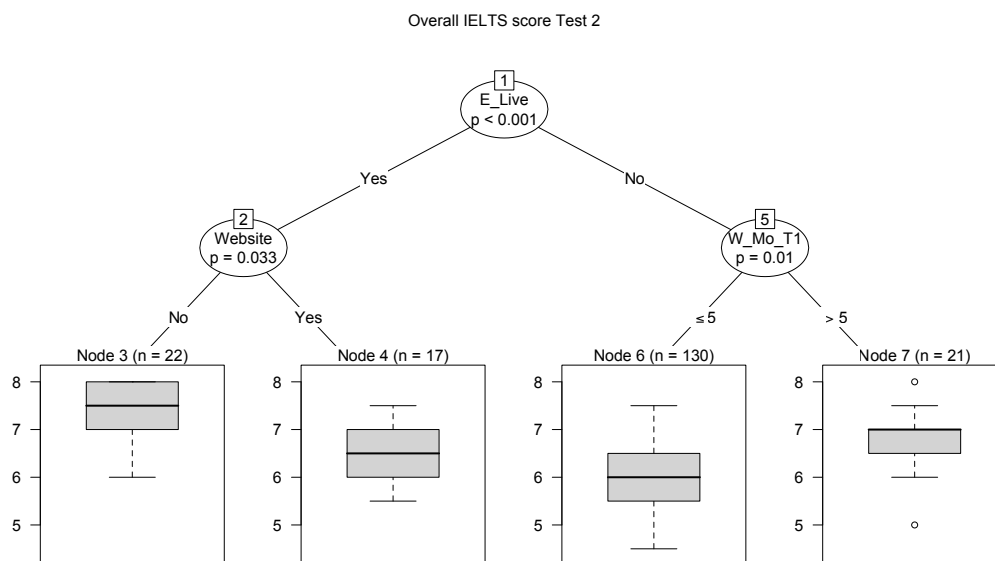 Overall IELTS score Test 2
1
E_Live
p < 0.001
Yes
No
2
Website
p = 0.033
5
W_Mo_T1
p = 0.01
No
Yes
≤ 5
> 5
Node 3 (n = 22)
Node 4 (n = 17)
Node 6 (n = 130)
Node 7 (n = 21)
8
7
6
5
8
7
6
5
8
7
6
5
8
7
6
5